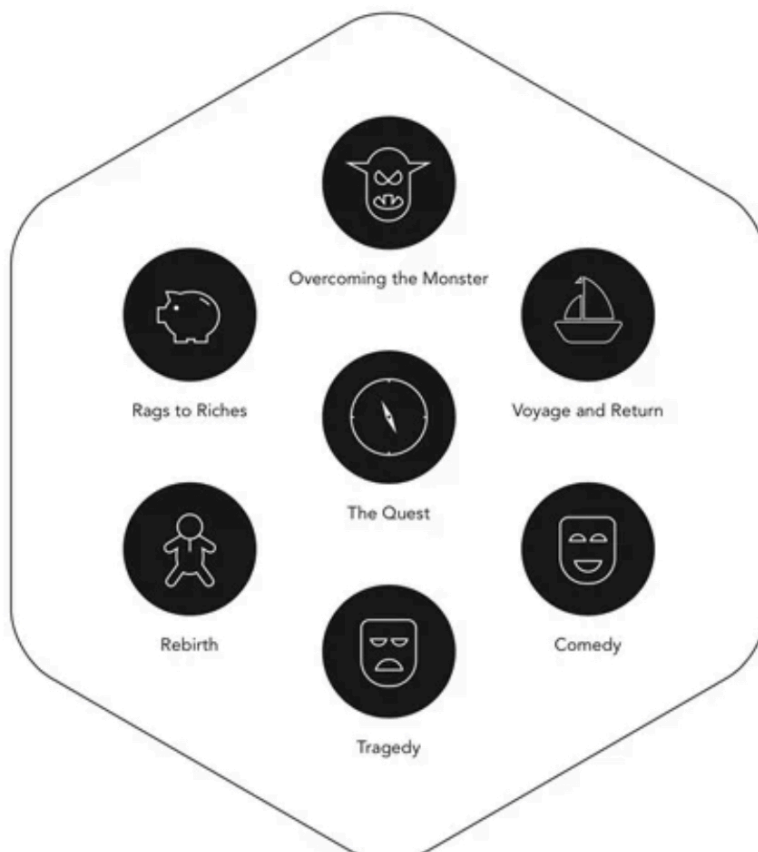 Overcoming the Monster
Rags to Riches
Voyage and Return
The Quest
Rebirth
Comedy
Tragedy